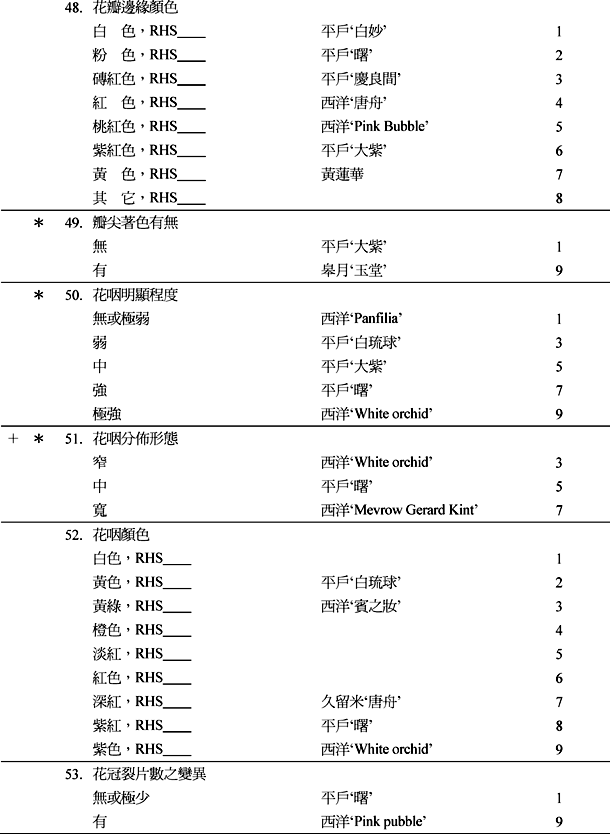 48. 花瓣邊緣顏色
白　色，RHS____ 平戶‘白妙’ 1
粉　色，RHS____ 平戶‘曙’ 2
磚紅色，RHS____ 平戶‘慶良間’ 3
紅　色，RHS____ 西洋‘唐舟’ 4
桃紅色，RHS____ 西洋‘Pink Bubble’ 5
紫紅色，RHS____ 平戶‘大紫’ 6
黃　色，RHS____ 黃蓮華 7
其　它，RHS____ 8
＊ 49. 瓣尖著色有無
無 平戶‘大紫’ 1
有 皋月‘玉堂’ 9
＊ 50. 花咽明顯程度
無或極弱 西洋‘Panfilia’ 1
弱 平戶‘白琉球’ 3
中 平戶‘大紫’ 5
強 平戶‘曙’ 7
極強 西洋‘White orchid’ 9
＋ ＊ 51. 花咽分佈形態
窄 西洋‘White orchid’ 3
中 平戶‘曙’ 5
寬 西洋‘Mevrow Gerard Kint’ 7
52. 花咽顏色
白色，RHS____ 1
黃色，RHS____ 平戶‘白琉球’ 2
黃綠，RHS____ 西洋‘賓之妝’ 3
橙色，RHS____ 4
淡紅，RHS____ 5
紅色，RHS____ 6
深紅，RHS____ 久留米‘唐舟’ 7
紫紅，RHS____ 平戶‘曙’ 8
紫色，RHS____ 西洋‘White orchid’ 9
53. 花冠裂片數之變異
無或極少 平戶‘曙’ 1
有 西洋‘Pink pubble’ 9